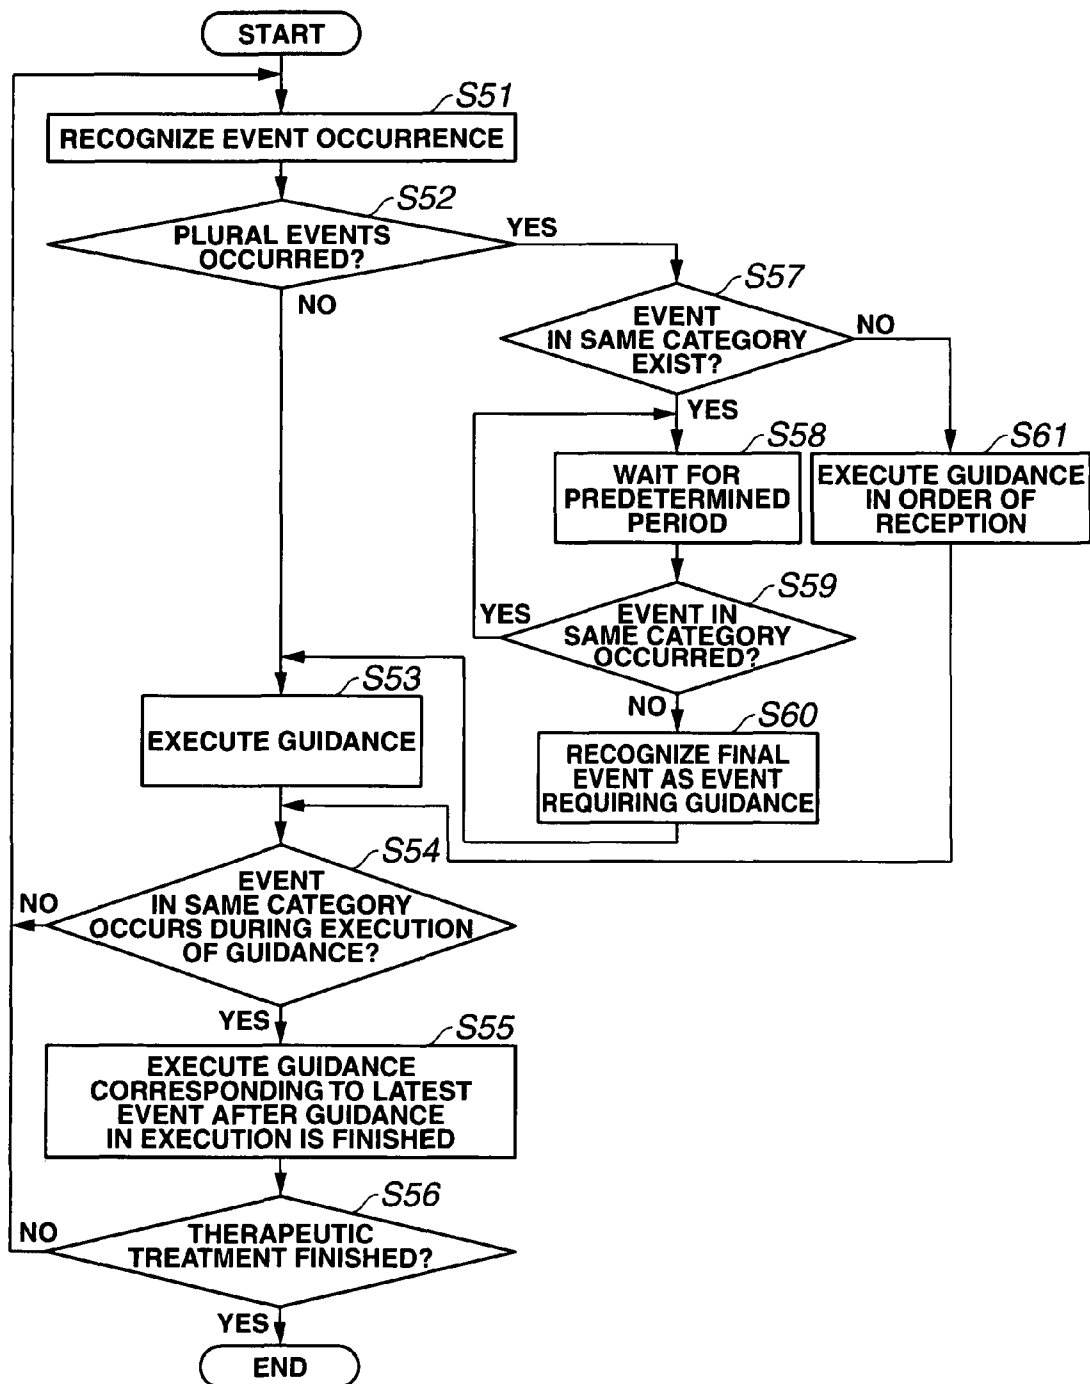 START
S51
RECOGNIZE EVENT OCCURRENCE
S52
PLURAL EVENTS
OCCURRED?
YES
NO
S57
EVENT
IN SAME CATEGORY
EXIST?
NO
YES
S58
WAIT FOR
PREDETERMINED
PERIOD
S61
EXECUTE GUIDANCE
IN ORDER OF
RECEPTION
S59
YES
EVENT IN
SAME CATEGORY
OCCURRED?
NO
S53
EXECUTE GUIDANCE
S60
RECOGNIZE FINAL
EVENT AS EVENT
REQUIRING GUIDANCE
S54
NO
EVENT
IN SAME CATEGORY
OCCURS DURING EXECUTION
OF GUIDANCE?
YES
S55
EXECUTE GUIDANCE
CORRESPONDING TO LATEST
EVENT AFTER GUIDANCE
IN EXECUTION IS FINISHED
S56
NO
THERAPEUTIC
TREATMENT FINISHED?
YES
END